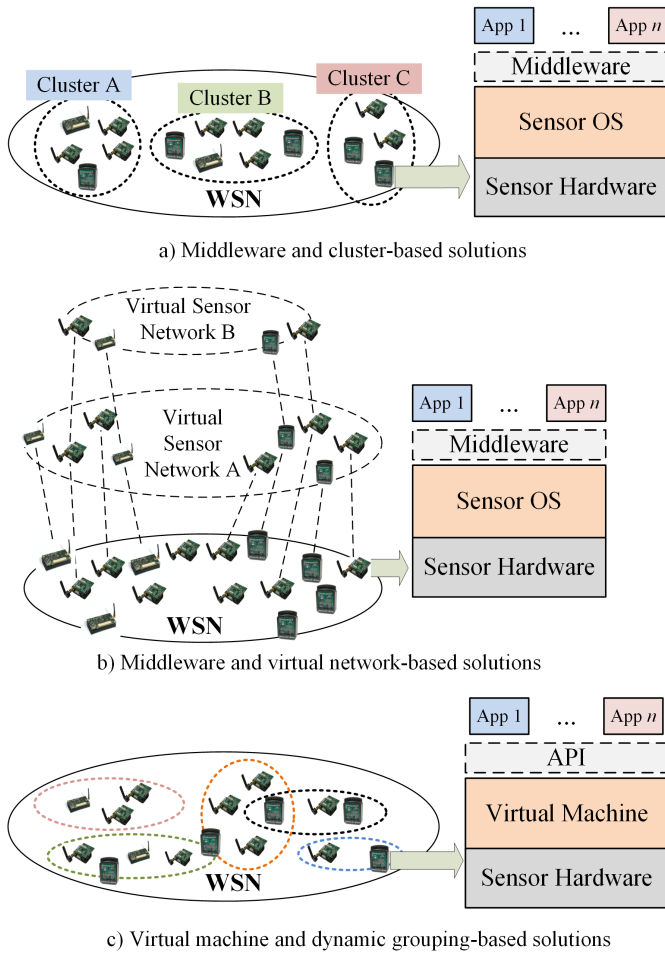 App 1 ... App n
Middleware
Sensor OS
Sensor Hardware
Cluster A
Cluster B
Cluster C
WSN
a) Middleware and cluster-based solutions
Virtual Sensor
Network B
Virtual
Sensor
Network A
WSN
App 1 ... App n
Middleware
Sensor OS
Sensor Hardware
b) Middleware and virtual network-based solutions
App 1 ... App n
API
Virtual Machine
Sensor Hardware
WSN
c) Virtual machine and dynamic grouping-based solutions